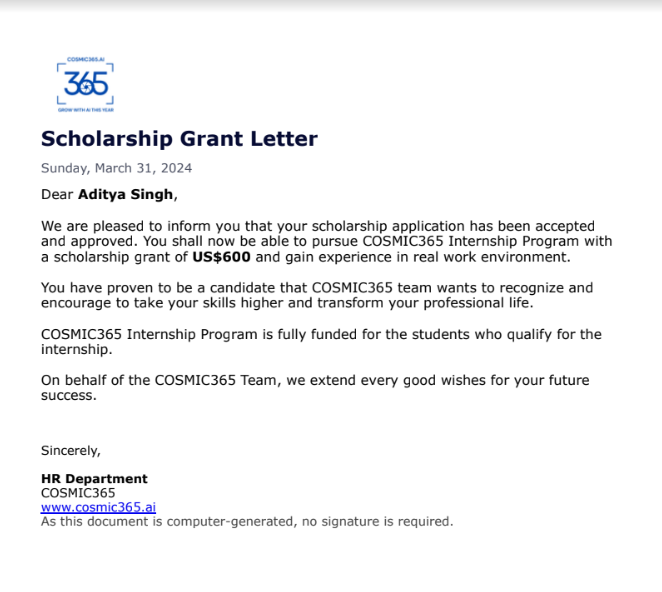 COSMIC365.AI
365
GROW WITH AI THIS YEAR
Scholarship Grant Letter
Sunday, March 31, 2024
Dear Aditya Singh,
We are pleased to inform you that your scholarship application has been accepted
and approved. You shall now be able to pursue COSMIC365 Internship Program with
a scholarship grant of US$600 and gain experience in real work environment.
You have proven to be a candidate that COSMIC365 team wants to recognize and
encourage to take your skills higher and transform your professional life.
COSMIC365 Internship Program is fully funded for the students who qualify for the
internship.
On behalf of the COSMIC365 Team, we extend every good wishes for your future
success.
Sincerely,
HR Department
COSMIC365
www.cosmic365.ai
As this document is computer-generated, no signature is required.